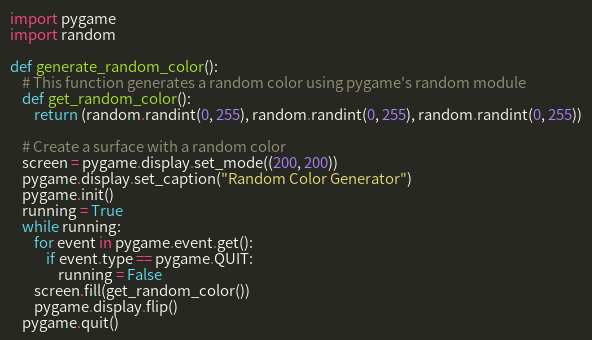 import pygame
import random
def generate_random_color():
# This function generates a random color using pygame's random module
def get_random_color():
return (random.randint(0, 255), random.randint(0, 255), random.randint(0, 255))
# Create a surface with a random color
screen = pygame.display.set_mode((200, 200))
pygame.display.set_caption("Random Color Generator")
pygame.init()
running = True
while running:
for event in pygame.event.get():
if event.type == pygame.QUIT:
running = False
screen.fill(get_random_color())
pygame.display.flip()
pygame.quit()